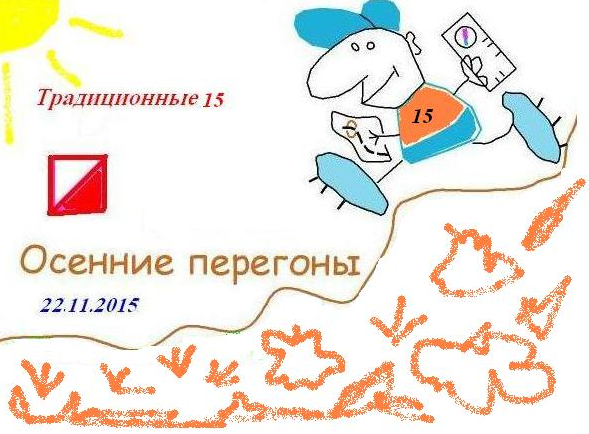 Традиционные 15
15
Осенние перегоны
22.11.2015